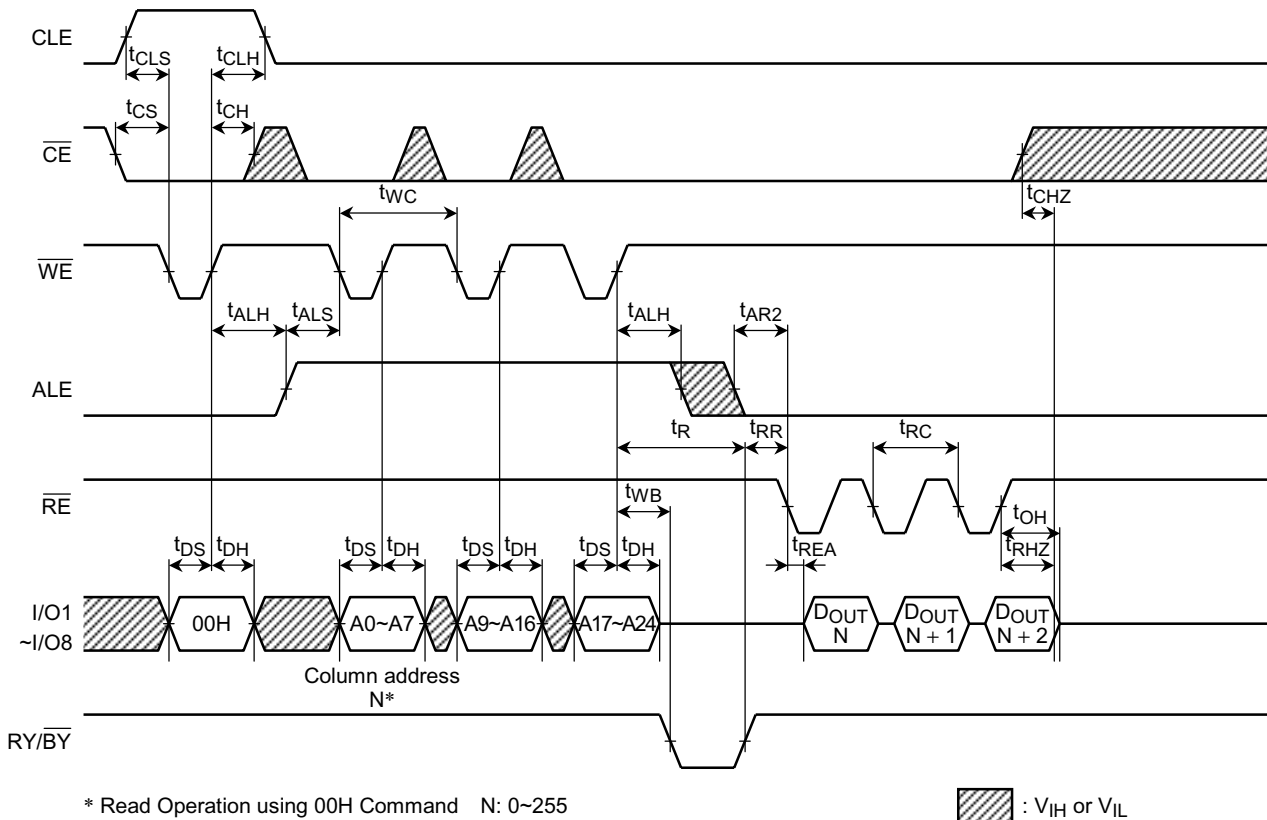 CLE
tCLS
tCLH
tCS
tCH
CE
tCHZ
tWC
WE
tALH
tALS
tALH
tAR2
ALE
tR
tRR
tRC
RE
tWB
tOH
tDS
tDH
tDS
tDH
tDS
tDH
tDS
tDH
tREA
tRHZ
I/O1
~I/O8
00H
A0~A7
A9~A16
A17~A24
DOUT
N
DOUT
N + 1
DOUT
N + 2
Column address
N*
RY/BY
* Read Operation using 00H Command N: 0~255
: VIH or VIL